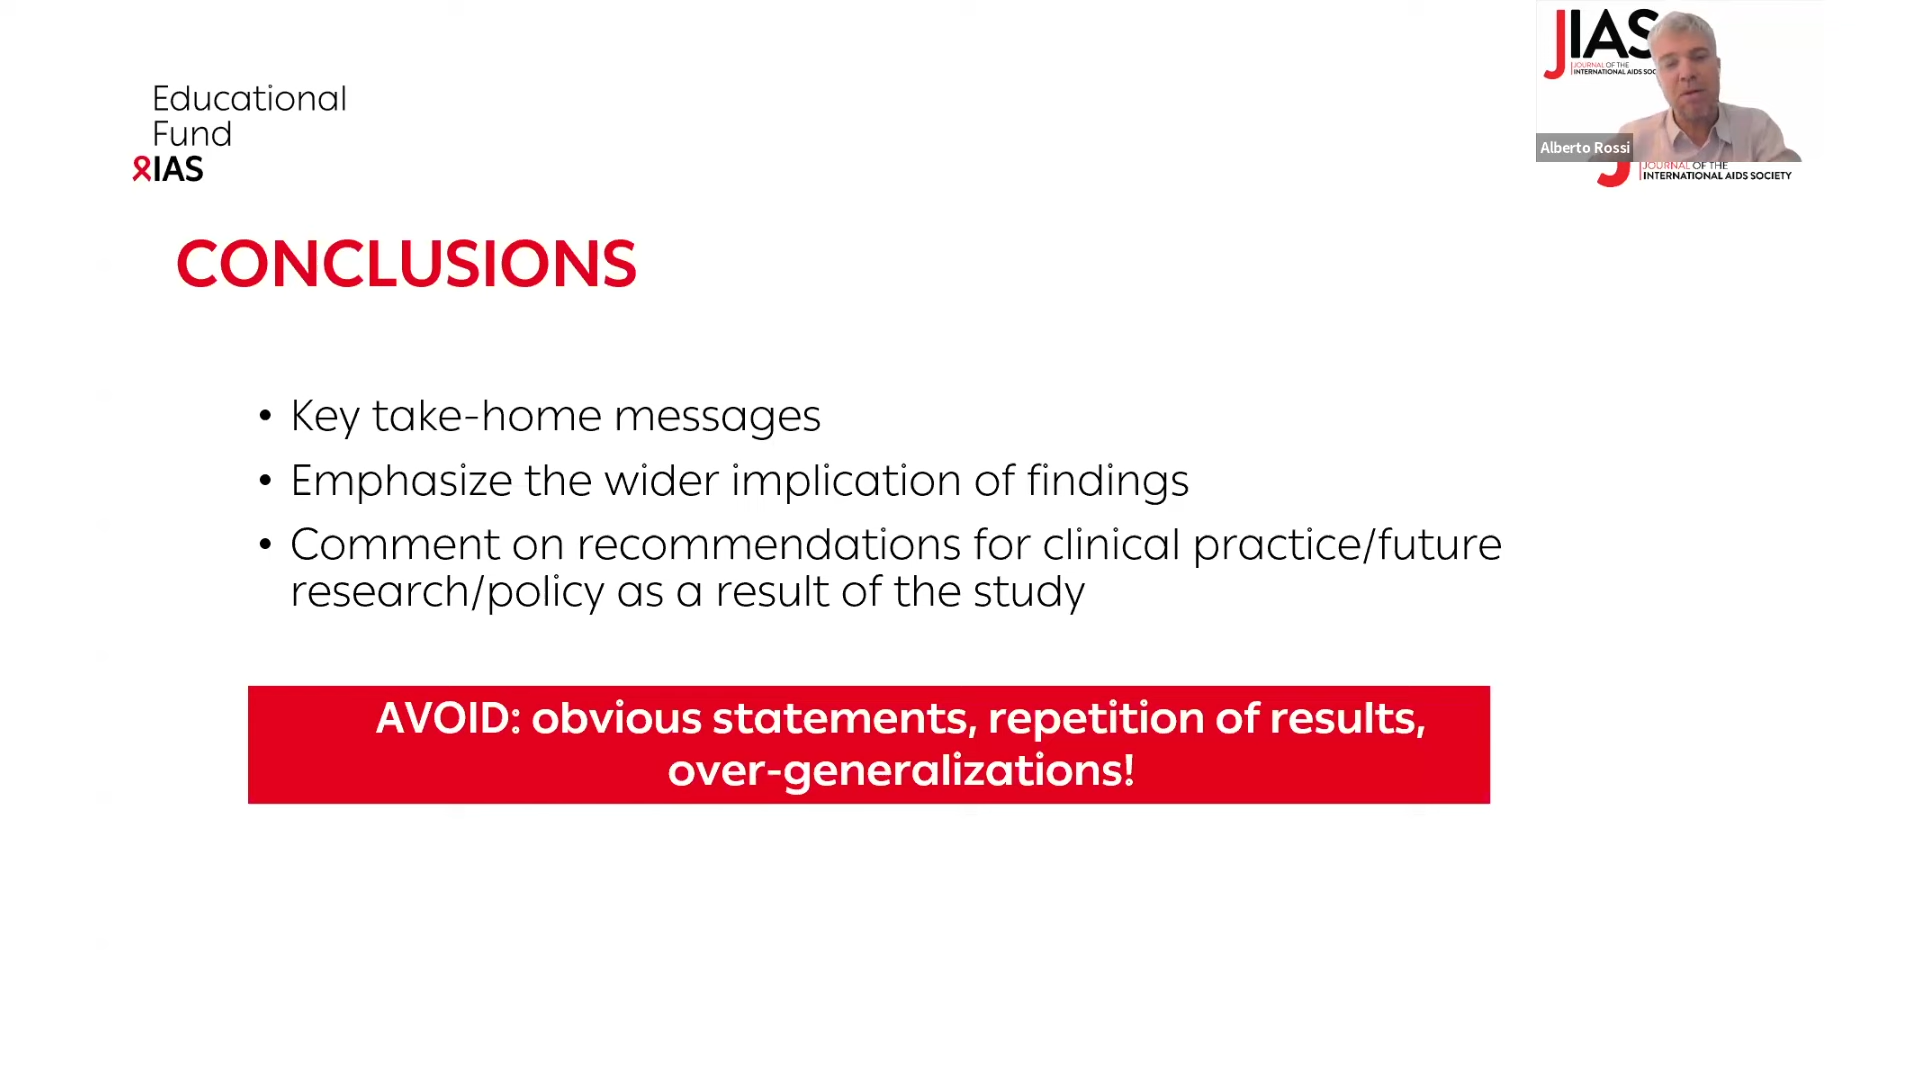 Educational
Fund
IAS
JIAS
JOURNAL OF THE
INTERNATIONAL AIDS SOC
Alberto Rossi
JOURNAL OF THE
INTERNATIONAL AIDS SOCIETY
CONCLUSIONS
• Key take-home messages
• Emphasize the wider implication of findings
• Comment on recommendations for clinical practice/future
research/policy as a result of the study
AVOID: obvious statements, repetition of results,
over-generalizations!